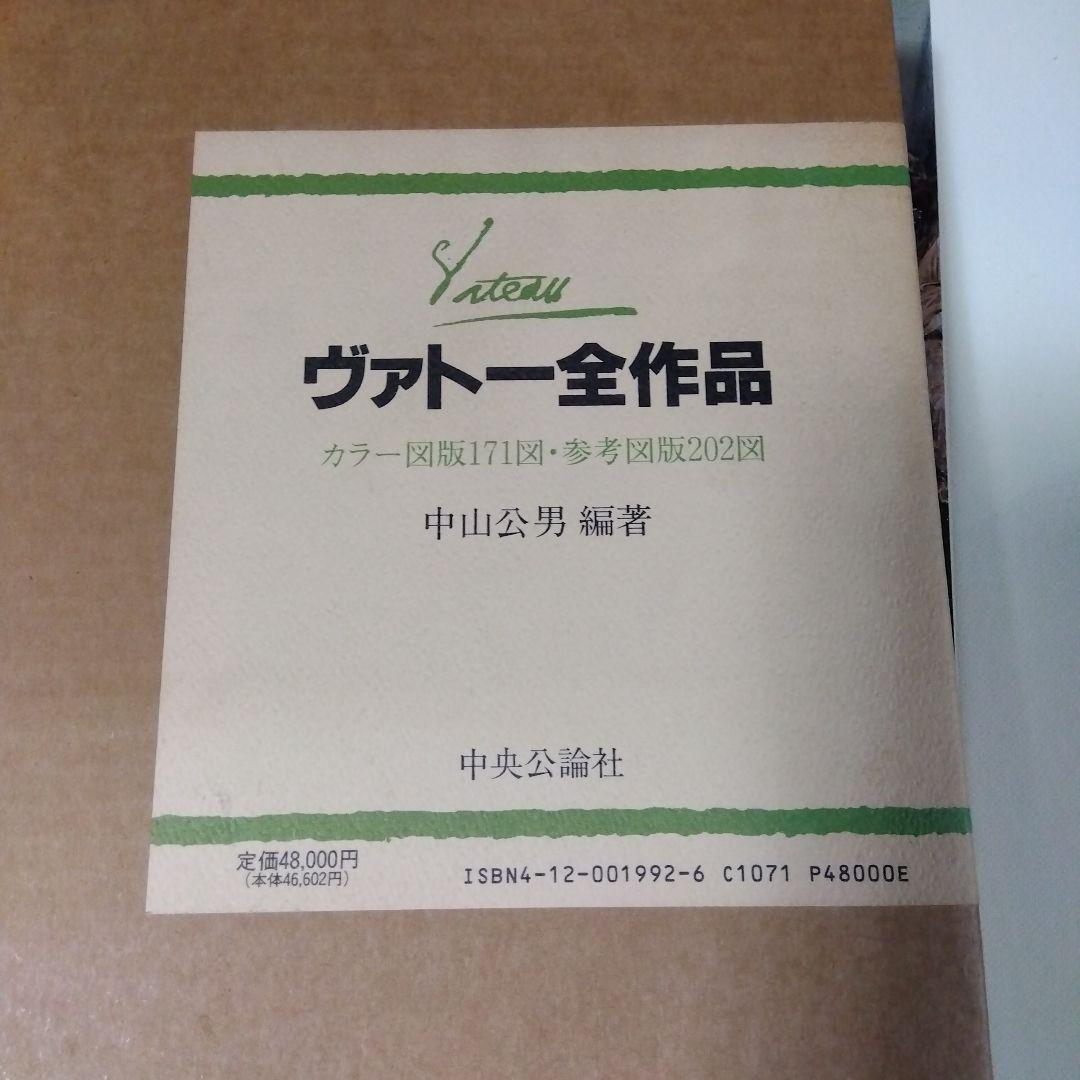 Vateau
ヴァトー全作品
カラー図版171図・参考図版202図
中山公男 編著
中央公論社
定価48,000円
(本体46,602円)
ISBN4-12-001992-6 C1071 P48000E